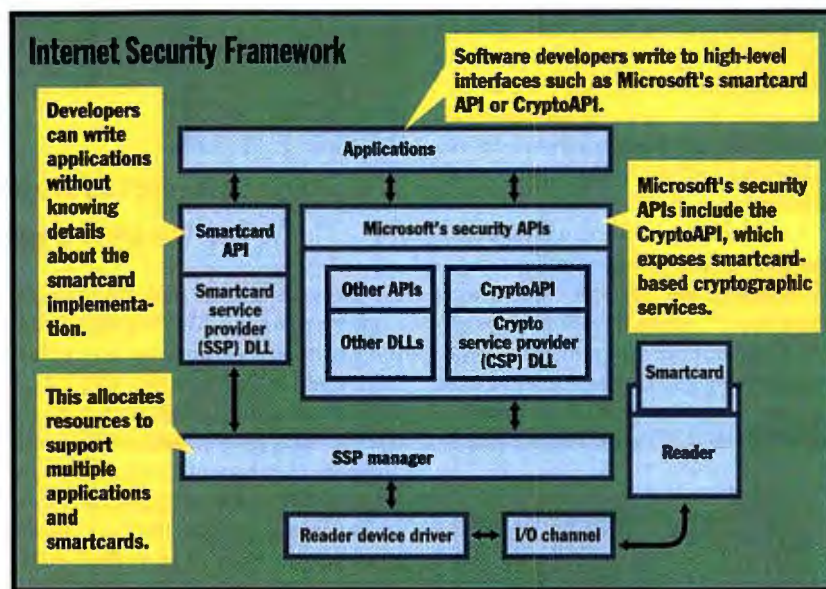 Internet Security Framework
Software developers write to high-level
interfaces such as Microsoft's smartcard
API or CryptoAPI.
Developers
can write
applications
without
knowing
details
about the
smartcard
implementa-
tion.
Applications
Smartcard
API
Smartcard
service
provider
(SSP) DLL
Microsoft's security APIs
Other APIs
Other DLLs
CryptoAPI
Crypto
service provider
(CSP) DLL
Microsoft's security
APIs include the
CryptoAPI, which
exposes smartcard-
based cryptographic
services.
Smartcard
Reader
This allocates
resources to
support
multiple
applications
and
smartcards.
SSP manager
Reader device driver
I/O channel